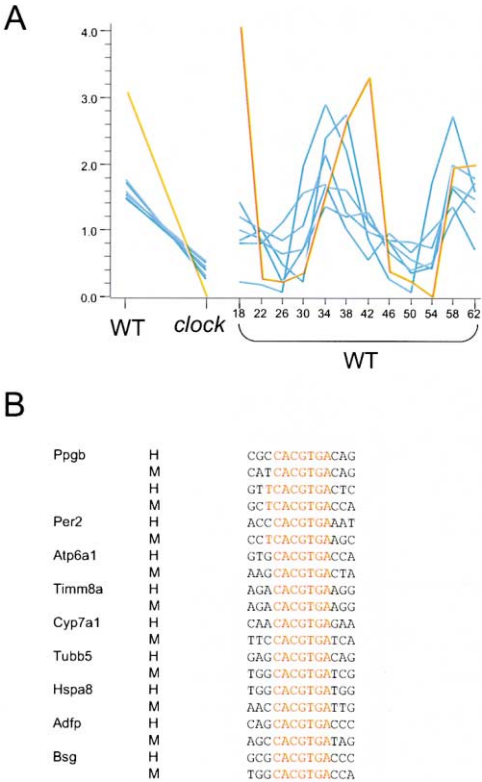 A
4.0
3.0
2.0
1.0
0.0
WT clock 18 22 26 30 34 38 42 46 50 54 58 62
WT
B
Ppgb H CGCCACGTGACAG
M CATCACGTGACAG
H GTTCACGTGACTC
M GCTCACGTGACCA
Per2 H ACCCACGTGAAAT
M CCTCACGTGAAGC
Atp6a1 H GTGCACGTGACCA
M AAGCACGTGACTA
Timm8a H AGACACGTGAAGG
M AGACACGTGAAGG
Cyp7a1 H CAACACGTGAGAA
M TTCCACGTGATCA
Tubb5 H GAGCACGTGACAG
M TGGCACGTGATCG
Hspa8 H TGGCACGTGATGG
M AACCACGTGATTG
Adfp H CAGCACGTGACCC
M AGCCACGTGATAG
Bsg H GCGCACGTGACCC
M TGGCACGTGACCA